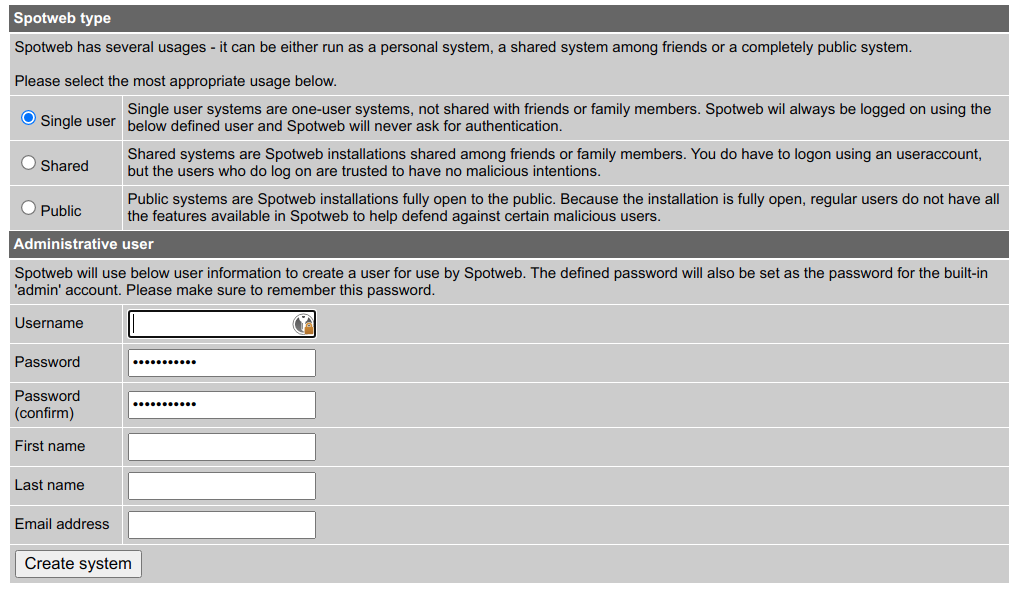 Spotweb type
Spotweb has several usages - it can be either run as a personal system, a shared system among friends or a completely public system.
Please select the most appropriate usage below.
Single user
Single user systems are one-user systems, not shared with friends or family members. Spotweb wil always be logged on using the
below defined user and Spotweb will never ask for authentication.
Shared
Shared systems are Spotweb installations shared among friends or family members. You do have to logon using an useraccount,
but the users who do log on are trusted to have no malicious intentions.
Public
Public systems are Spotweb installations fully open to the public. Because the installation is fully open, regular users do not have all
the features available in Spotweb to help defend against certain malicious users.
Administrative user
Spotweb will use below user information to create a user for use by Spotweb. The defined password will also be set as the password for the built-in
'admin' account. Please make sure to remember this password.
Username
Password
•••••••••••
Password
(confirm)
•••••••••••
First name
Last name
Email address
Create system